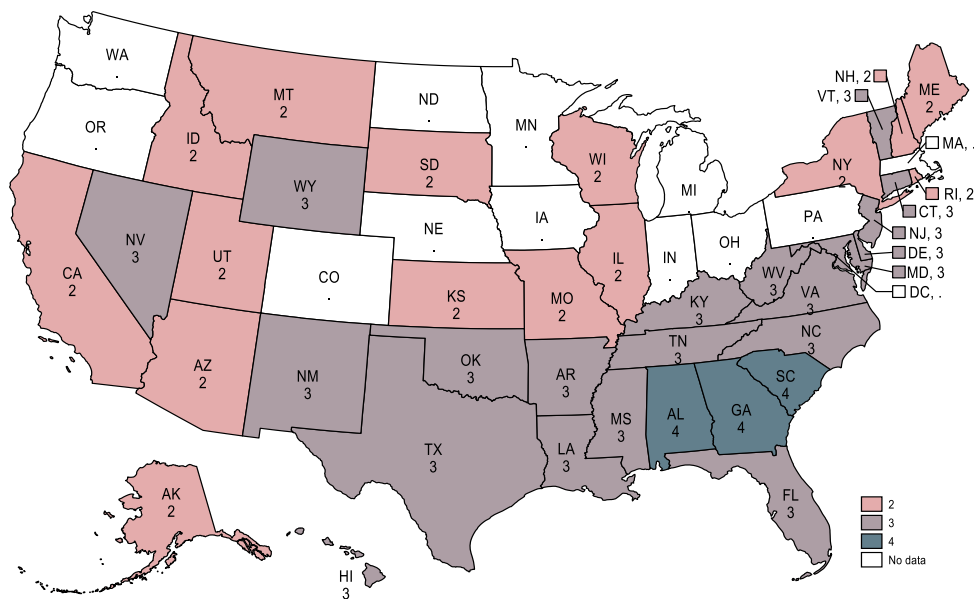 WA
.
MT
2
ND
.
MN
.
NH, 2
VT, 3
ME
2
OR
.
ID
2
SD
2
WI
2
MI
.
NY
2
MA, .
RI, 2
CT, 3
NJ, 3
DE, 3
MD, 3
DC, .
WY
3
IA
.
NE
.
PA
.
NV
3
UT
2
CO
.
IL
2
IN
.
OH
.
CA
2
KS
2
MO
2
WV
3
KY
3
VA
3
AZ
2
NM
3
OK
3
AR
3
TN
3
NC
3
SC
4
MS
3
AL
4
GA
4
TX
3
LA
3
FL
3
AK
2
HI
3
2
3
4
No data